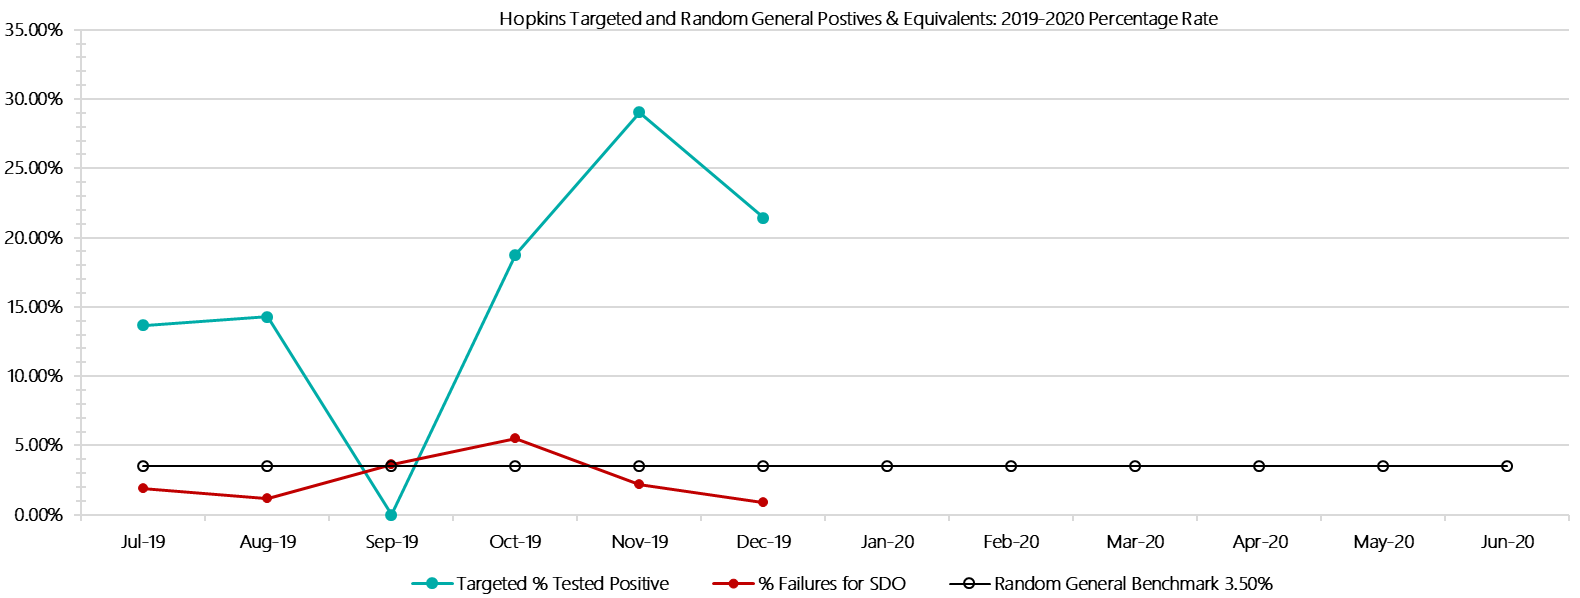 Hopkins Targeted and Random General Postives & Equivalents: 2019-2020 Percentage Rate
35.00%
30.00%
25.00%
20.00%
15.00%
10.00%
5.00%
0.00%
Jul-19 Aug-19 Sep-19 Oct-19 Nov-19 Dec-19 Jan-20 Feb-20 Mar-20 Apr-20 May-20 Jun-20
Targeted % Tested Positive % Failures for SDO Random General Benchmark 3.50%